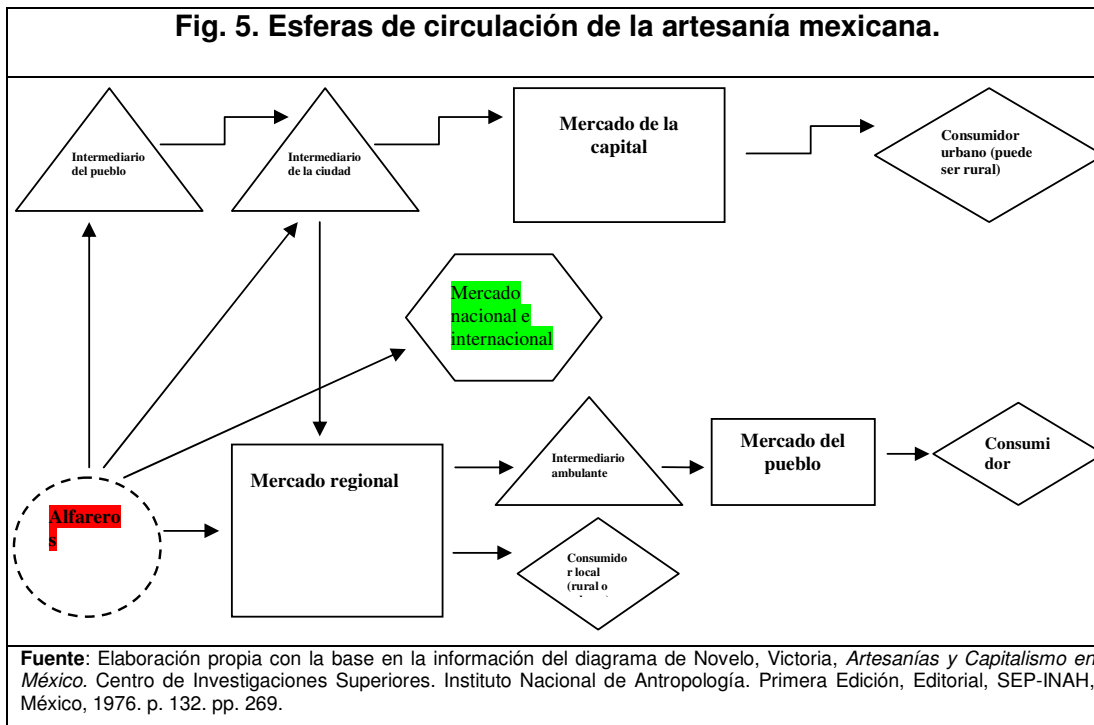 Fig. 5. Esferas de circulación de la artesanía mexicana.
Intermediario
del pueblo
Intermediario
de la ciudad
Mercado de la
capital
Consumidor
urbano (puede
ser rural)
Mercado
nacional e
internacional
Alfarero
s
Mercado regional
Intermediario
ambulante
Mercado del
pueblo
Consumi
dor
Consumido
r local
(rural o
Fuente: Elaboración propia con la base en la información del diagrama de Novelo, Victoria, Artesanías y Capitalismo en
México. Centro de Investigaciones Superiores. Instituto Nacional de Antropología. Primera Edición, Editorial, SEP-INAH,
México, 1976. p. 132. pp. 269.